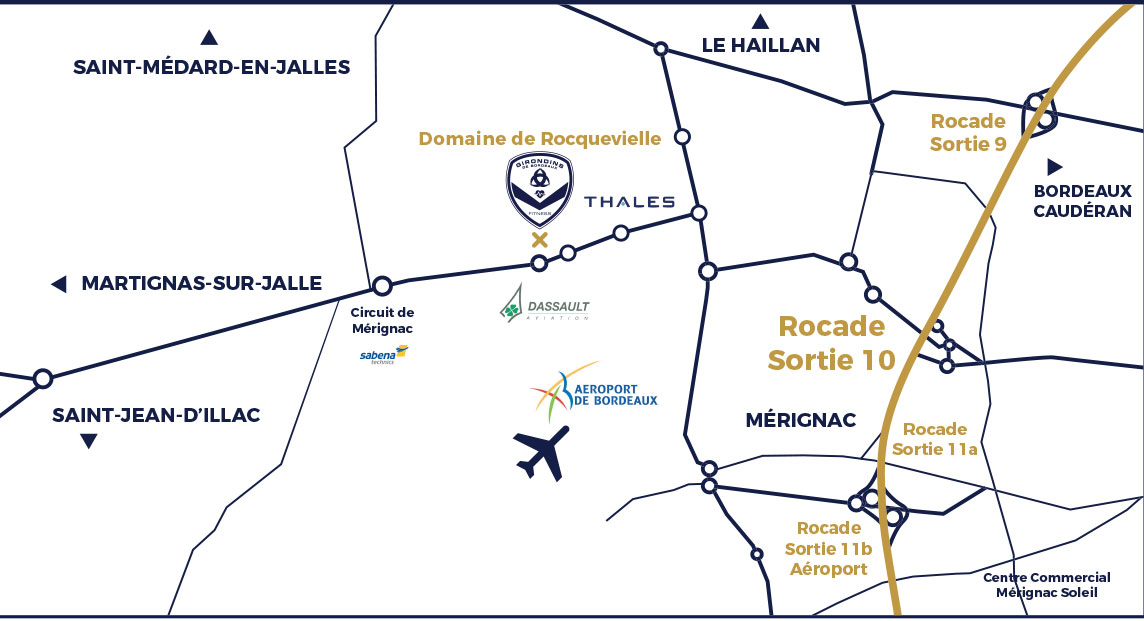 LE HAILLAN
SAINT-MÉDARD-EN-JALLES
Rocade
Sortie 9
Domaine de Rocquevielle
GIRONDINS
DE BORDEAUX
FITNESS
THALES
BORDEAUX
CAUDÉRAN
MARTIGNAS-SUR-JALLE
Circuit de
Mérignac
sabena
technics
DASSAULT
AVIATION
Rocade
Sortie 10
AEROPORT
DE BORDEAUX
SAINT-JEAN-D’ILLAC
MÉRIGNAC
Rocade
Sortie 11a
Rocade
Sortie 11b
Aéroport
Centre Commercial
Mérignac Soleil